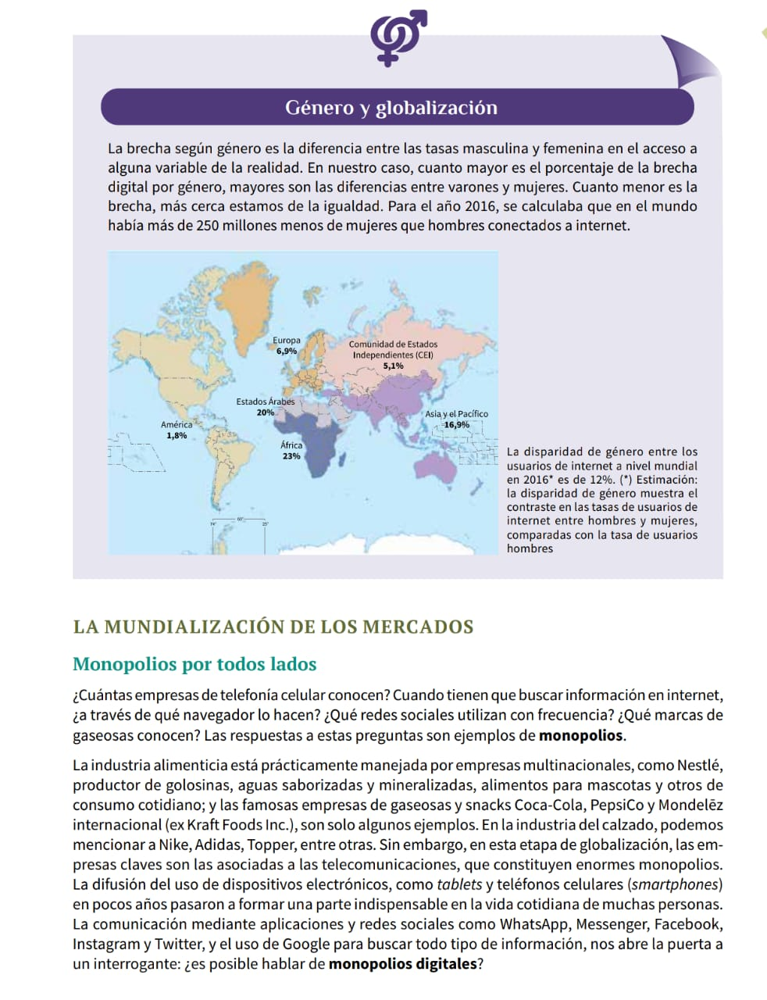 Género y globalización
La brecha según género es la diferencia entre las tasas masculina y femenina en el acceso a
alguna variable de la realidad. En nuestro caso, cuanto mayor es el porcentaje de la brecha
digital por género, mayores son las diferencias entre varones y mujeres. Cuanto menor es la
brecha, más cerca estamos de la igualdad. Para el año 2016, se calculaba que en el mundo
había más de 250 millones menos de mujeres que hombres conectados a internet.
Europa
6,9%
Comunidad de Estados
Independientes (CEI)
5,1%
Estados Árabes
20%
Asia y el Pacífico
16,9%
América
1,8%
África
23%
74°
60°
25°
La disparidad de género entre los
usuarios de internet a nivel mundial
en 2016* es de 12%. (*) Estimación:
la disparidad de género muestra el
contraste en las tasas de usuarios de
internet entre hombres y mujeres,
comparadas con la tasa de usuarios
hombres
LA MUNDIALIZACIÓN DE LOS MERCADOS
Monopolios por todos lados
¿Cuántas empresas de telefonía celular conocen? Cuando tienen que buscar información en internet,
¿a través de qué navegador lo hacen? ¿Qué redes sociales utilizan con frecuencia? ¿Qué marcas de
gaseosas conocen? Las respuestas a estas preguntas son ejemplos de monopolios.
La industria alimenticia está prácticamente manejada por empresas multinacionales, como Nestlé,
productor de golosinas, aguas saborizadas y mineralizadas, alimentos para mascotas y otros de
consumo cotidiano; y las famosas empresas de gaseosas y snacks Coca-Cola, PepsiCo y Mondelēz
internacional (ex Kraft Foods Inc.), son solo algunos ejemplos. En la industria del calzado, podemos
mencionar a Nike, Adidas, Topper, entre otras. Sin embargo, en esta etapa de globalización, las em-
presas claves son las asociadas a las telecomunicaciones, que constituyen enormes monopolios.
La difusión del uso de dispositivos electrónicos, como tablets y teléfonos celulares (smartphones)
en pocos años pasaron a formar una parte indispensable en la vida cotidiana de muchas personas.
La comunicación mediante aplicaciones y redes sociales como WhatsApp, Messenger, Facebook,
Instagram y Twitter, y el uso de Google para buscar todo tipo de información, nos abre la puerta a
un interrogante: ¿es posible hablar de monopolios digitales?